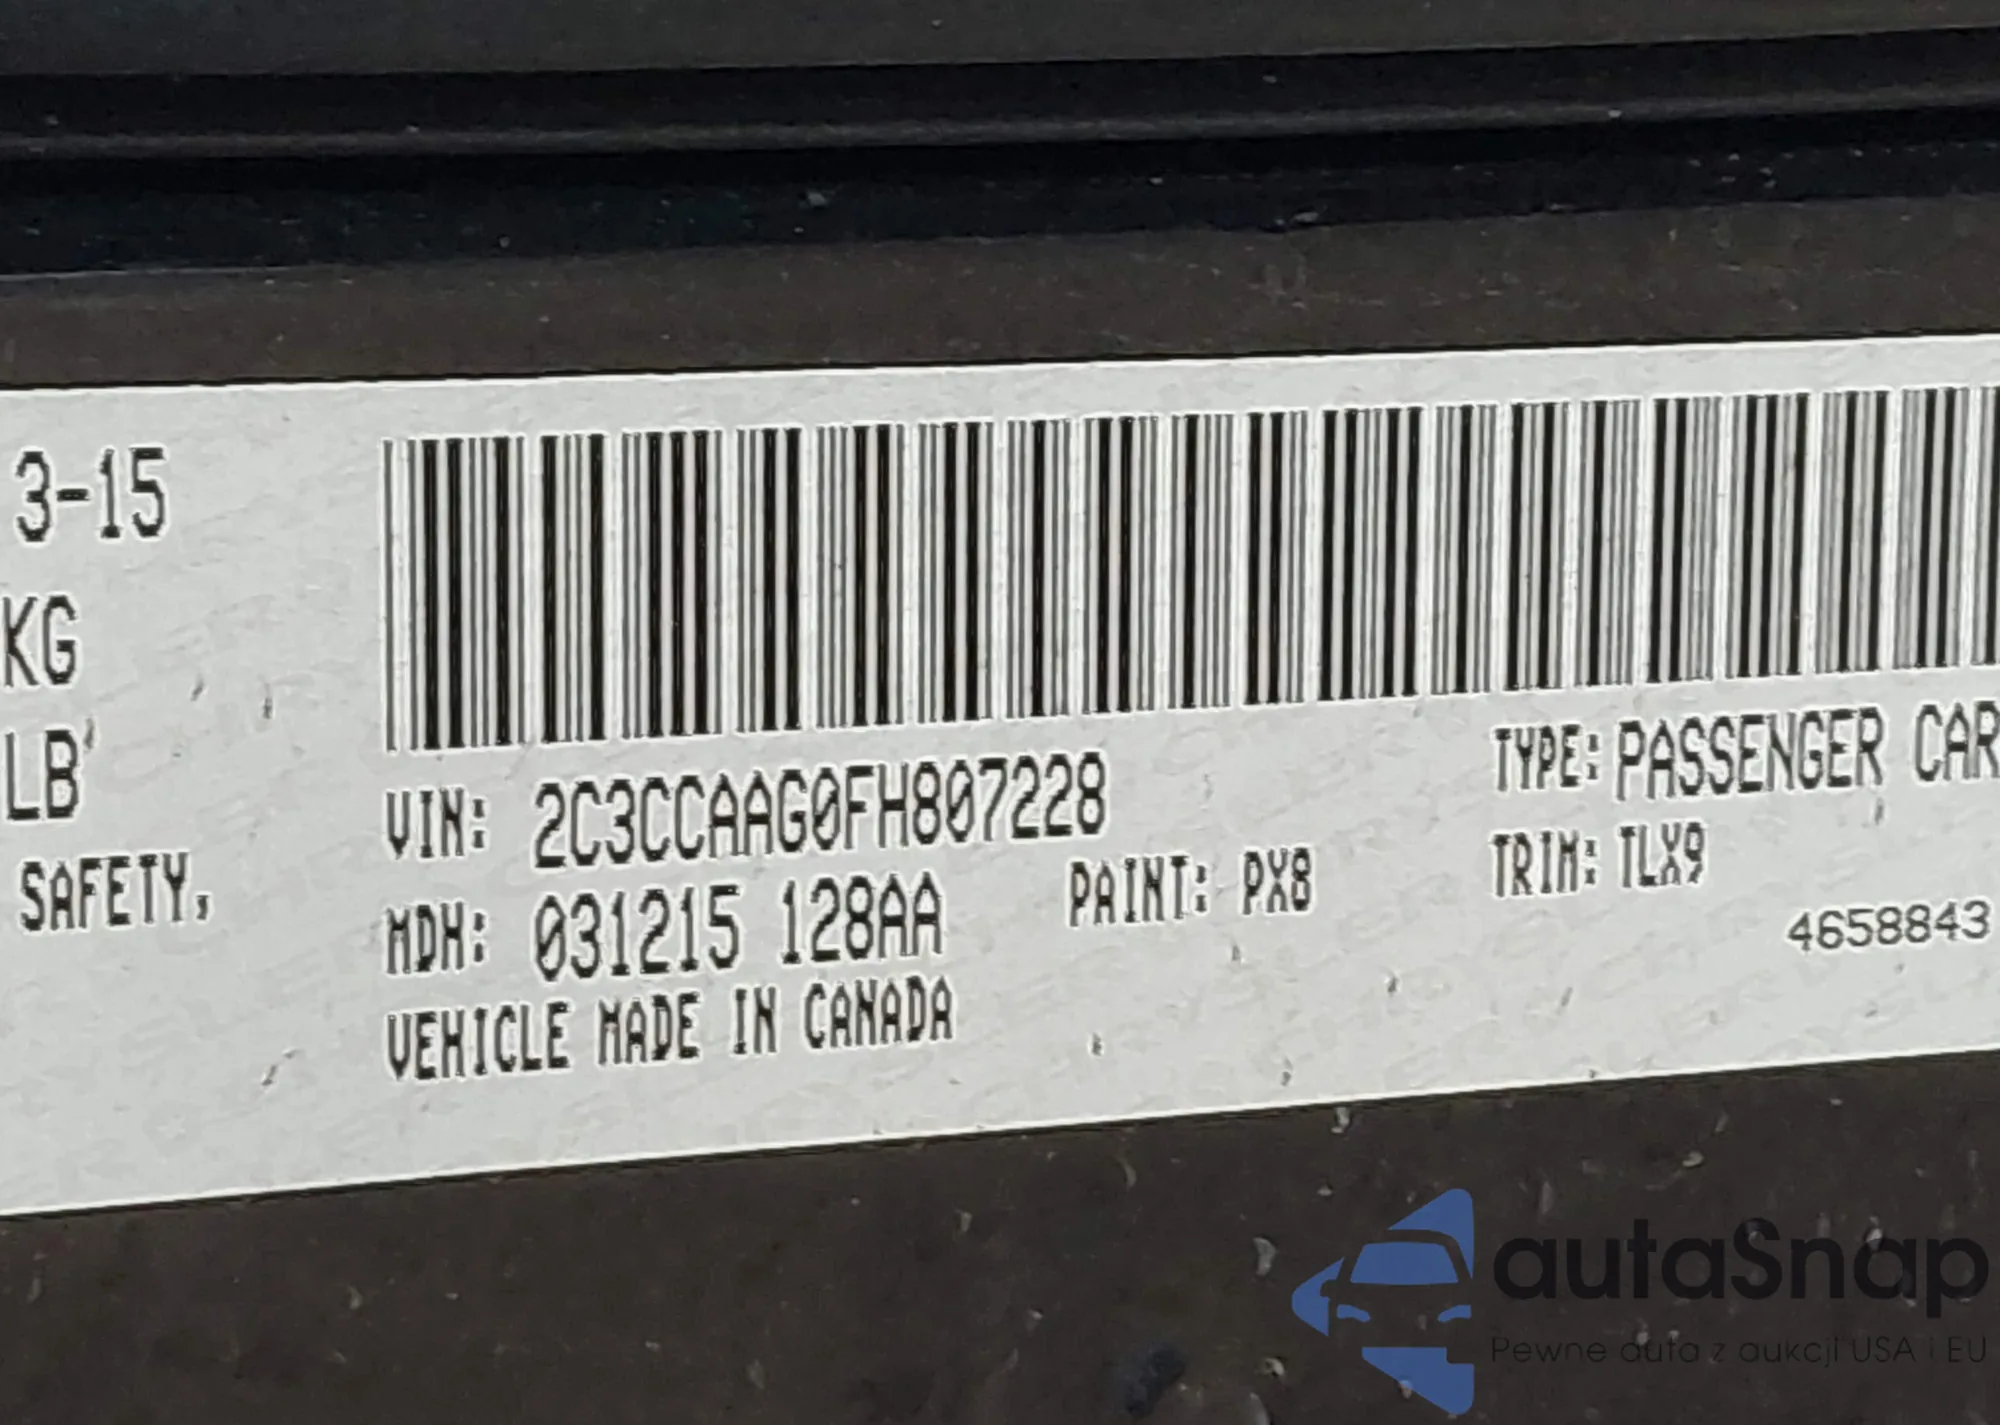 3-15
KG
LB
SAFETY,
VIN: 2C3CCAAG0FH807228
TYPE: PASSENGER CAR
MDH: 031215 128AA
PAINT: PX8
TRIM: TLX9
4658843
VEHICLE MADE IN CANADA
autaSnap
Pewne auta z aukcji USA i EU